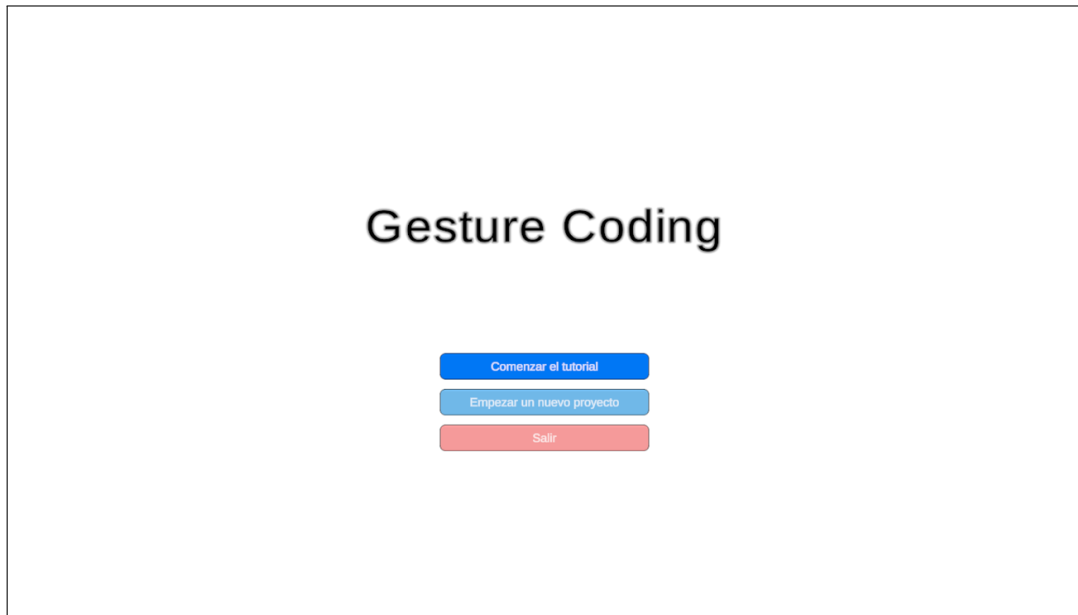 Gesture Coding
Comenzar el tutorial
Empezar un nuevo proyecto
Salir